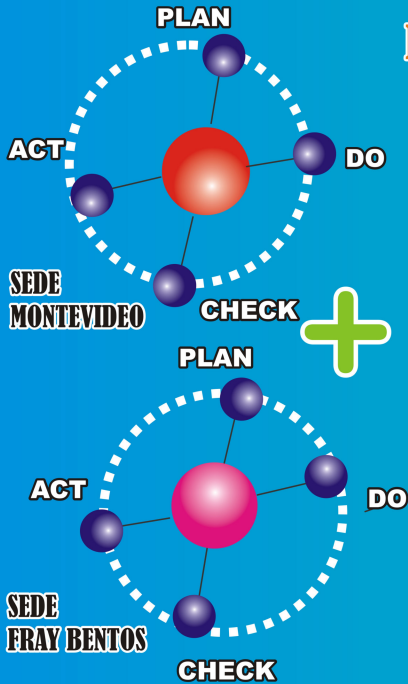 PLAN
ACT
DO
SEDE
MONTEVIDEO
CHECK
PLAN
ACT
DO
SEDE
FRAY BENTOS
CHECK